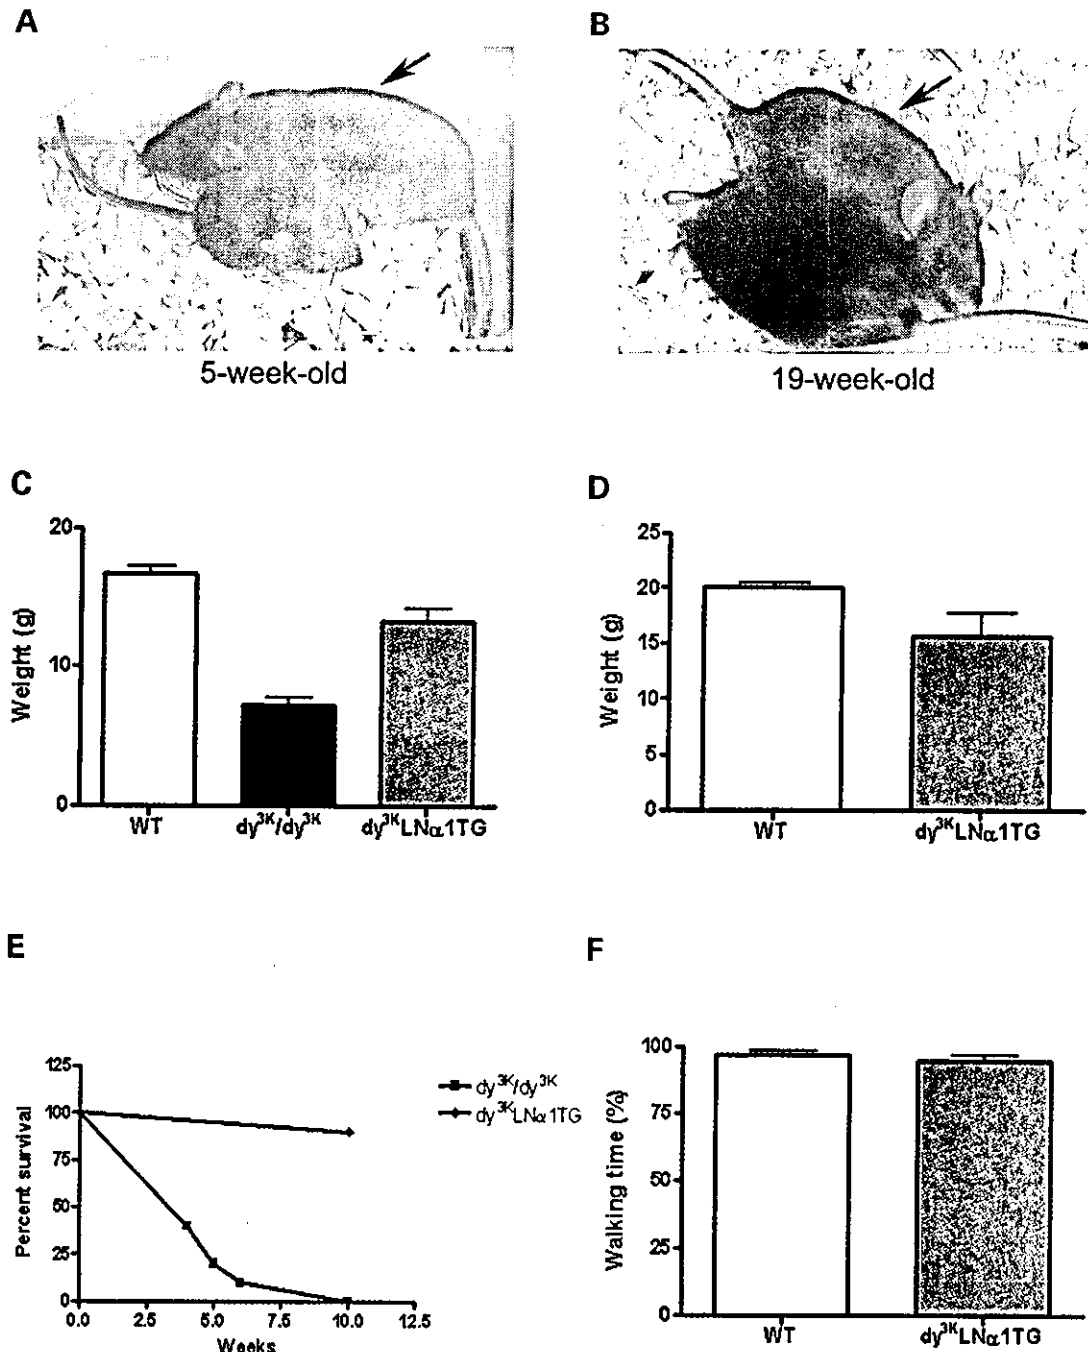 A
B
5-week-old
19-week-old
C
Weight (g)
20
10
0
WT
dy³ᴷ/dy³ᴷ
dy³ᴷLNα1TG
D
Weight (g)
25
20
15
10
5
0
WT
dy³ᴷLNα1TG
E
Percent survival
125
100
75
50
25
0
0.0
2.5
5.0
7.5
10.0
12.5
Weeks
dy³ᴷ/dy³ᴷ
dy³ᴷLNα1TG
F
Walking time (%)
100
75
50
25
0
WT
dy³ᴷLNα1TG